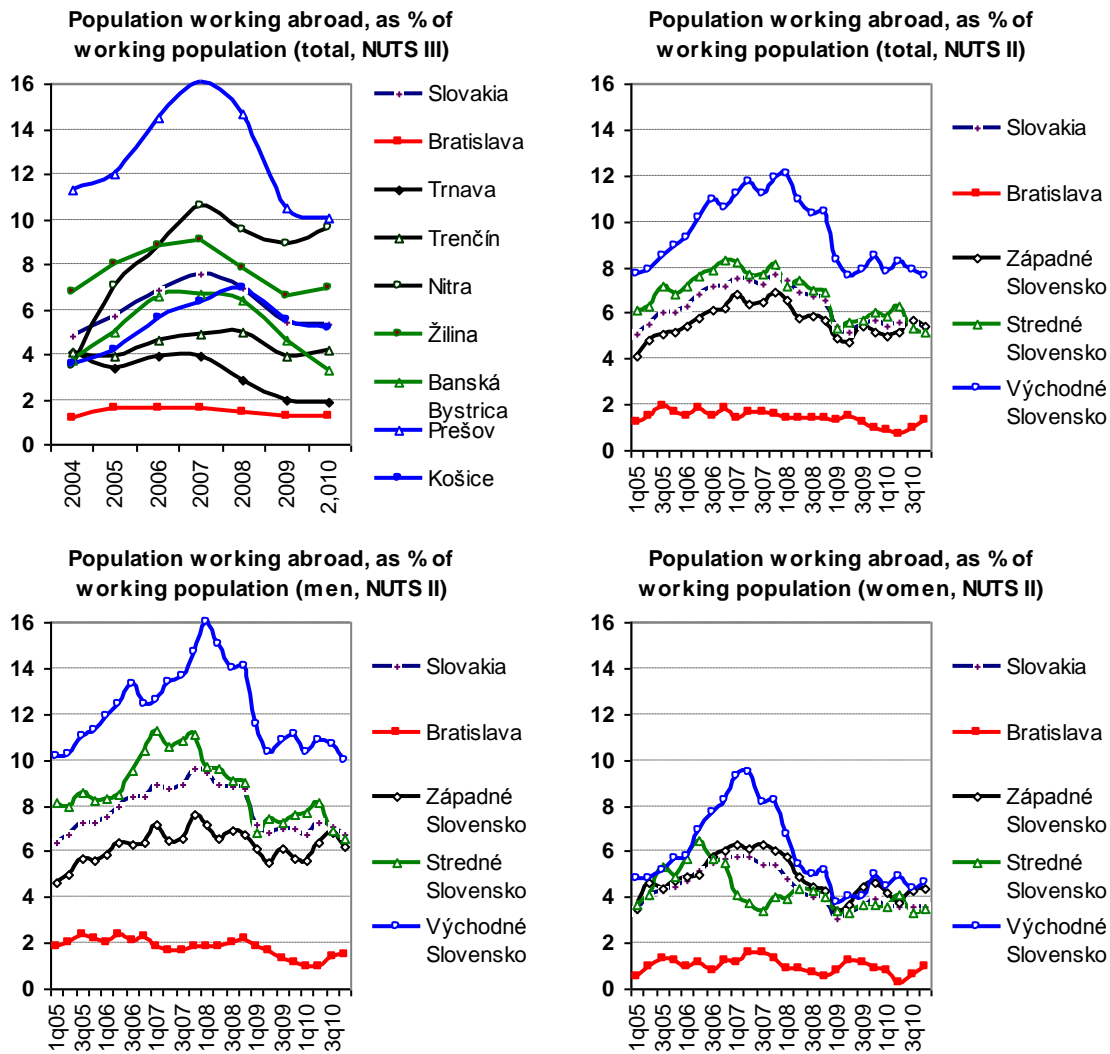 Population working abroad, as % of
working population (total, NUTS III)
16
14
12
10
8
6
4
2
0
2004
2005
2006
2007
2008
2009
2,010
Slovakia
Bratislava
Trnava
Trenčín
Nitra
Žilina
Banská
Bystrica
Prešov
Košice
Population working abroad, as % of
working population (total, NUTS II)
16
14
12
10
8
6
4
2
0
1q05
3q05
1q06
3q06
1q07
3q07
1q08
3q08
1q09
3q09
1q10
3q10
Slovakia
Bratislava
Západné
Slovensko
Stredné
Slovensko
Východné
Slovensko
Population working abroad, as % of
working population (men, NUTS II)
16
14
12
10
8
6
4
2
0
1q05
3q05
1q06
3q06
1q07
3q07
1q08
3q08
1q09
3q09
1q10
3q10
Slovakia
Bratislava
Západné
Slovensko
Stredné
Slovensko
Východné
Slovensko
Population working abroad, as % of
working population (women, NUTS II)
16
14
12
10
8
6
4
2
0
1q05
3q05
1q06
3q06
1q07
3q07
1q08
3q08
1q09
3q09
1q10
3q10
Slovakia
Bratislava
Západné
Slovensko
Stredné
Slovensko
Východné
Slovensko